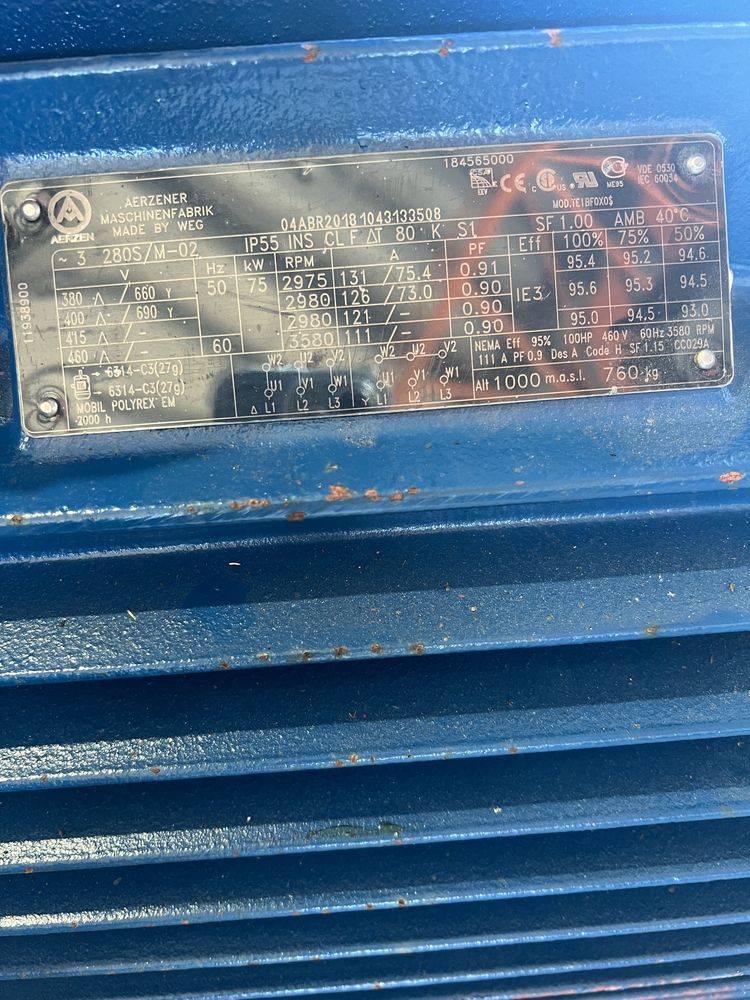 184565000
AERZENER
MASCHINENFABRIK
MADE BY WEG
AERZEN
04ABR2018 1043133508
CE c US
EEV
ME95
VDE 0530
IEC 60034
MOD.TE1BF0X0$
~ 3 280S/M-02
IP55 INS CL F ΔT 80 K S1 SF 1.00 AMB 40°C
V Hz kW RPM A PF Eff 100% 75% 50%
380 Δ / 660 Y 50 75 2975 131 / 75.4 0.91 IE3 95.4 95.2 94.6
400 Δ / 690 Y 2980 126 / 73.0 0.90 95.6 95.3 94.5
415 Δ / - 2980 121 / - 0.90 95.0 94.5 93.0
460 Δ / - 60 3580 111 / - 0.90
NEMA Eff 95% 100HP 460V 60Hz 3580 RPM
111 A PF 0.9 Des A Code H SF 1.15 CC029A
6314-C3(27g)
6314-C3(27g)
MOBIL POLYREX EM
2000 h
W2 U2 V2
U1 V1 W1
Δ L1 L2 L3
W2 U2 V2
U1 V1 W1
Y L1 L2 L3
Alt 1000 m.a.s.l. 760 kg
11938900